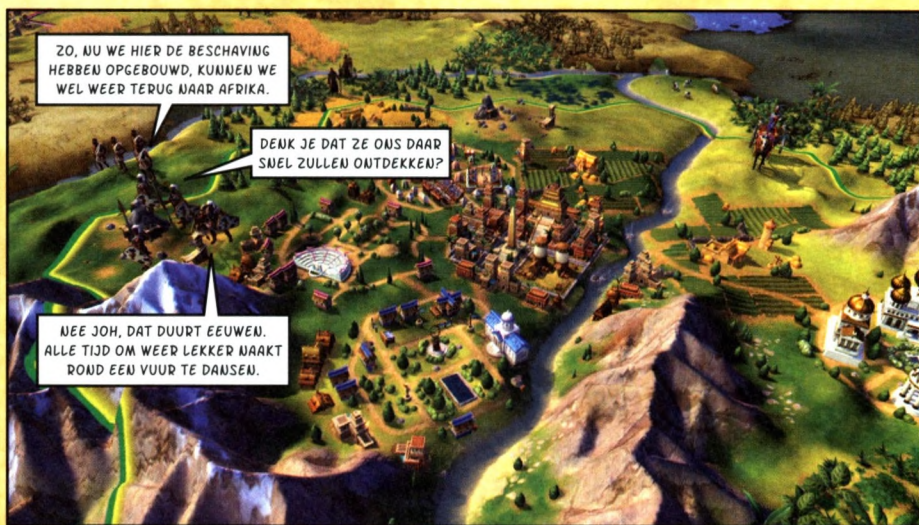 ZO, NU WE HIER DE BESCHAVING
HEBBEN OPGEBOUWD, KUNNEN WE
WEL WEER TERUG NAAR AFRIKA.
DENK JE DAT ZE ONS DAAR
SNEL ZULLEN ONTDEKKEN?
NEE JOH, DAT DUURT EEUWEN.
ALLE TIJD OM WEER LEKKER NAAKT
ROND EEN VUUR TE DANSEN.